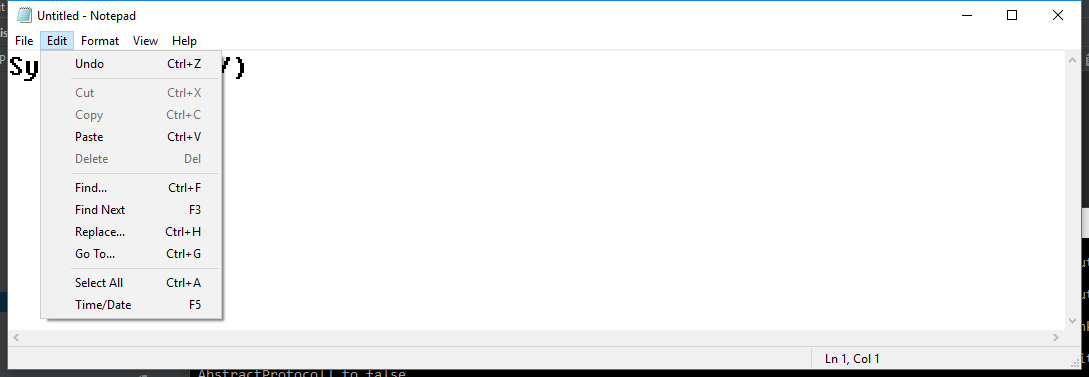 Untitled - Notepad
File Edit Format View Help
Undo Ctrl+Z
Cut Ctrl+X
Copy Ctrl+C
Paste Ctrl+V
Delete Del
Find... Ctrl+F
Find Next F3
Replace... Ctrl+H
Go To... Ctrl+G
Select All Ctrl+A
Time/Date F5
Ln 1, Col 1
AbstractProtocol] to false